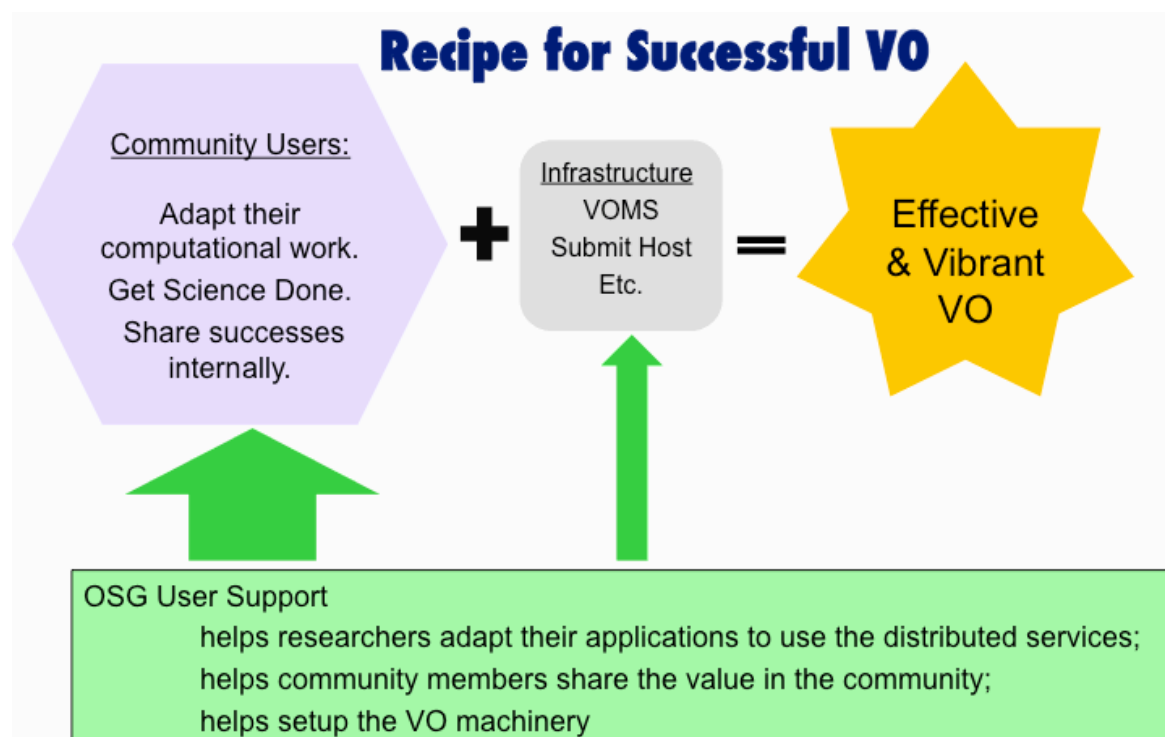 Recipe for Successful VO
Community Users:
Adapt their
computational work.
Get Science Done.
Share successes
internally.
+
Infrastructure
VOMS
Submit Host
Etc.
=
Effective
& Vibrant
VO
OSG User Support
helps researchers adapt their applications to use the distributed services;
helps community members share the value in the community;
helps setup the VO machinery